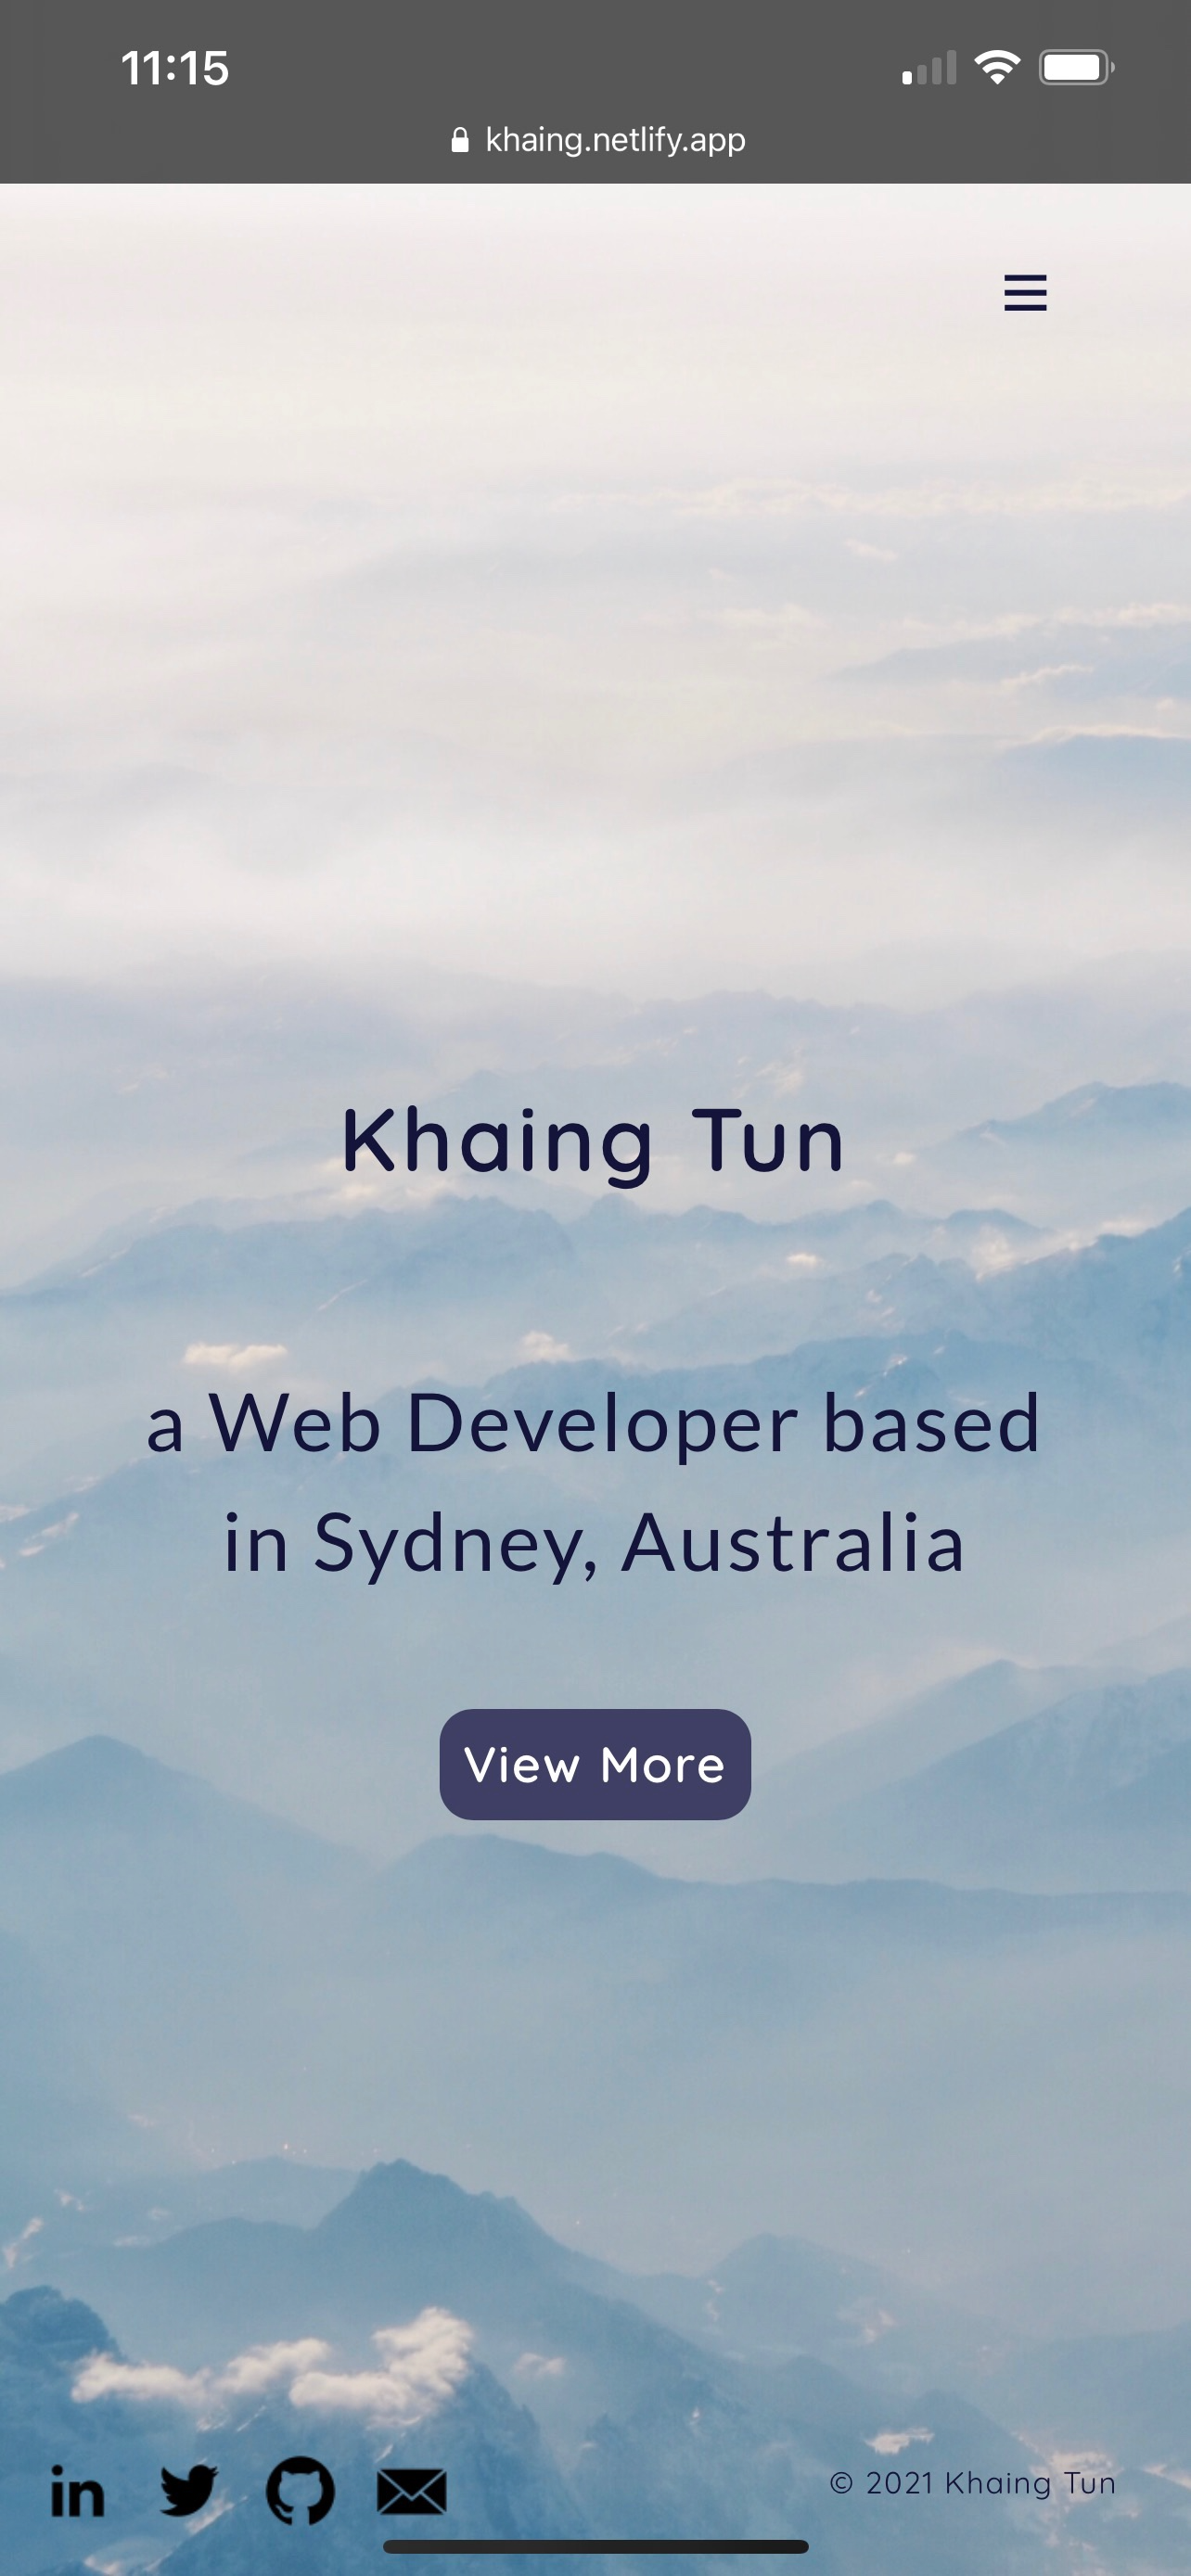 11:15
khaing.netlify.app
Khaing Tun
a Web Developer based
in Sydney, Australia
View More
in
© 2021 Khaing Tun